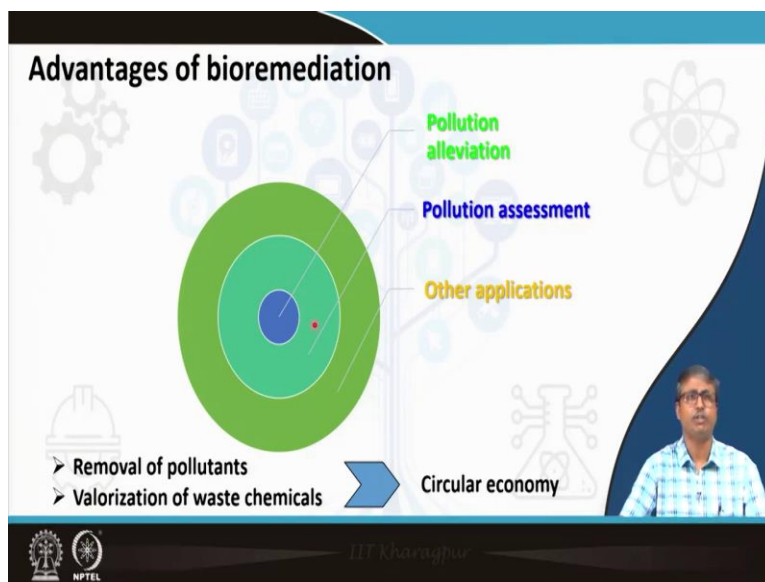 Advantages of bioremediation
Pollution
alleviation
Pollution assessment
Other applications
➤ Removal of pollutants
➤ Valorization of waste chemicals
Circular economy
IIT Kharagpur
NPTEL